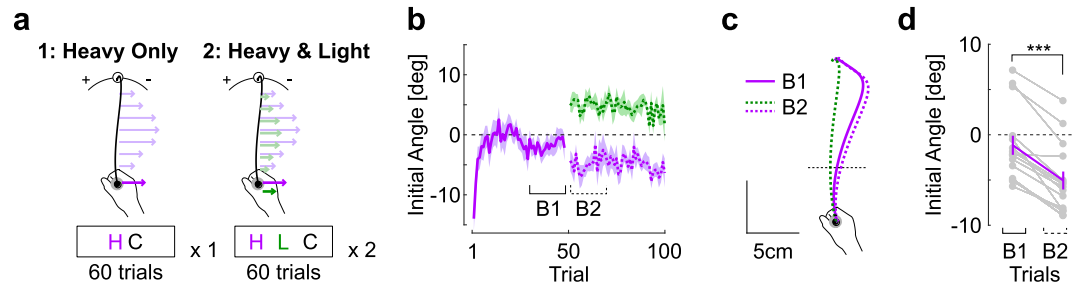 a
1: Heavy Only
2: Heavy & Light
+ -
+ -
H C
x 1
60 trials
H L C
x 2
60 trials
b
Initial Angle [deg]
10
0
-10
1
50
100
B1
B2
Trial
c
B1
B2
5cm
d
Initial Angle [deg]
10
0
-10
***
B1
B2
Trials